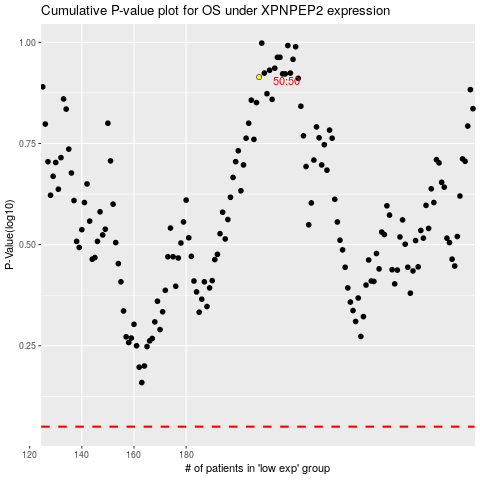 Cumulative P-value plot for OS under XPNPEP2 expression
P-Value(log10)
1.00
0.75
0.50
0.25
50:50
120 140 160 180
# of patients in 'low exp' group